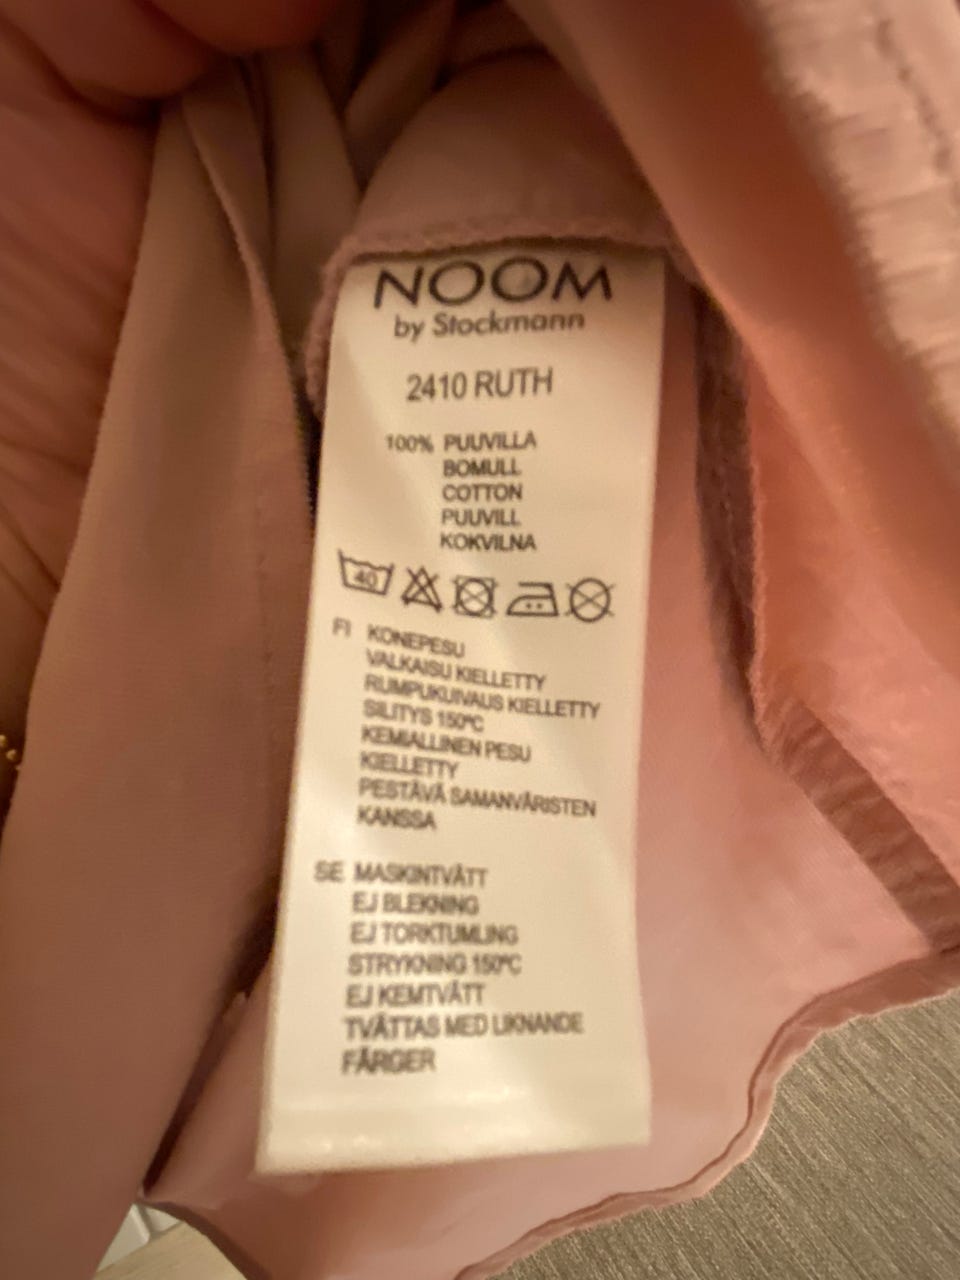 NOOM
by Stockmann
2410 RUTH
100% PUUVILLA
BOMULL
COTTON
PUUVILL
KOKVILNA
40
FI KONEPESU
VALKAISU KIELLETTY
RUMPUKUIVAUS KIELLETTY
SILITYS 150°C
KEMIALLINEN PESU
KIELLETTY
PESTÄVÄ SAMANVÄRISTEN
KANSSA
SE MASKINTVÄTT
EJ BLEKNING
EJ TORKTUMLING
STRYKNING 150°C
EJ KEMTVÄTT
TVÄTTAS MED LIKNANDE
FÄRGER